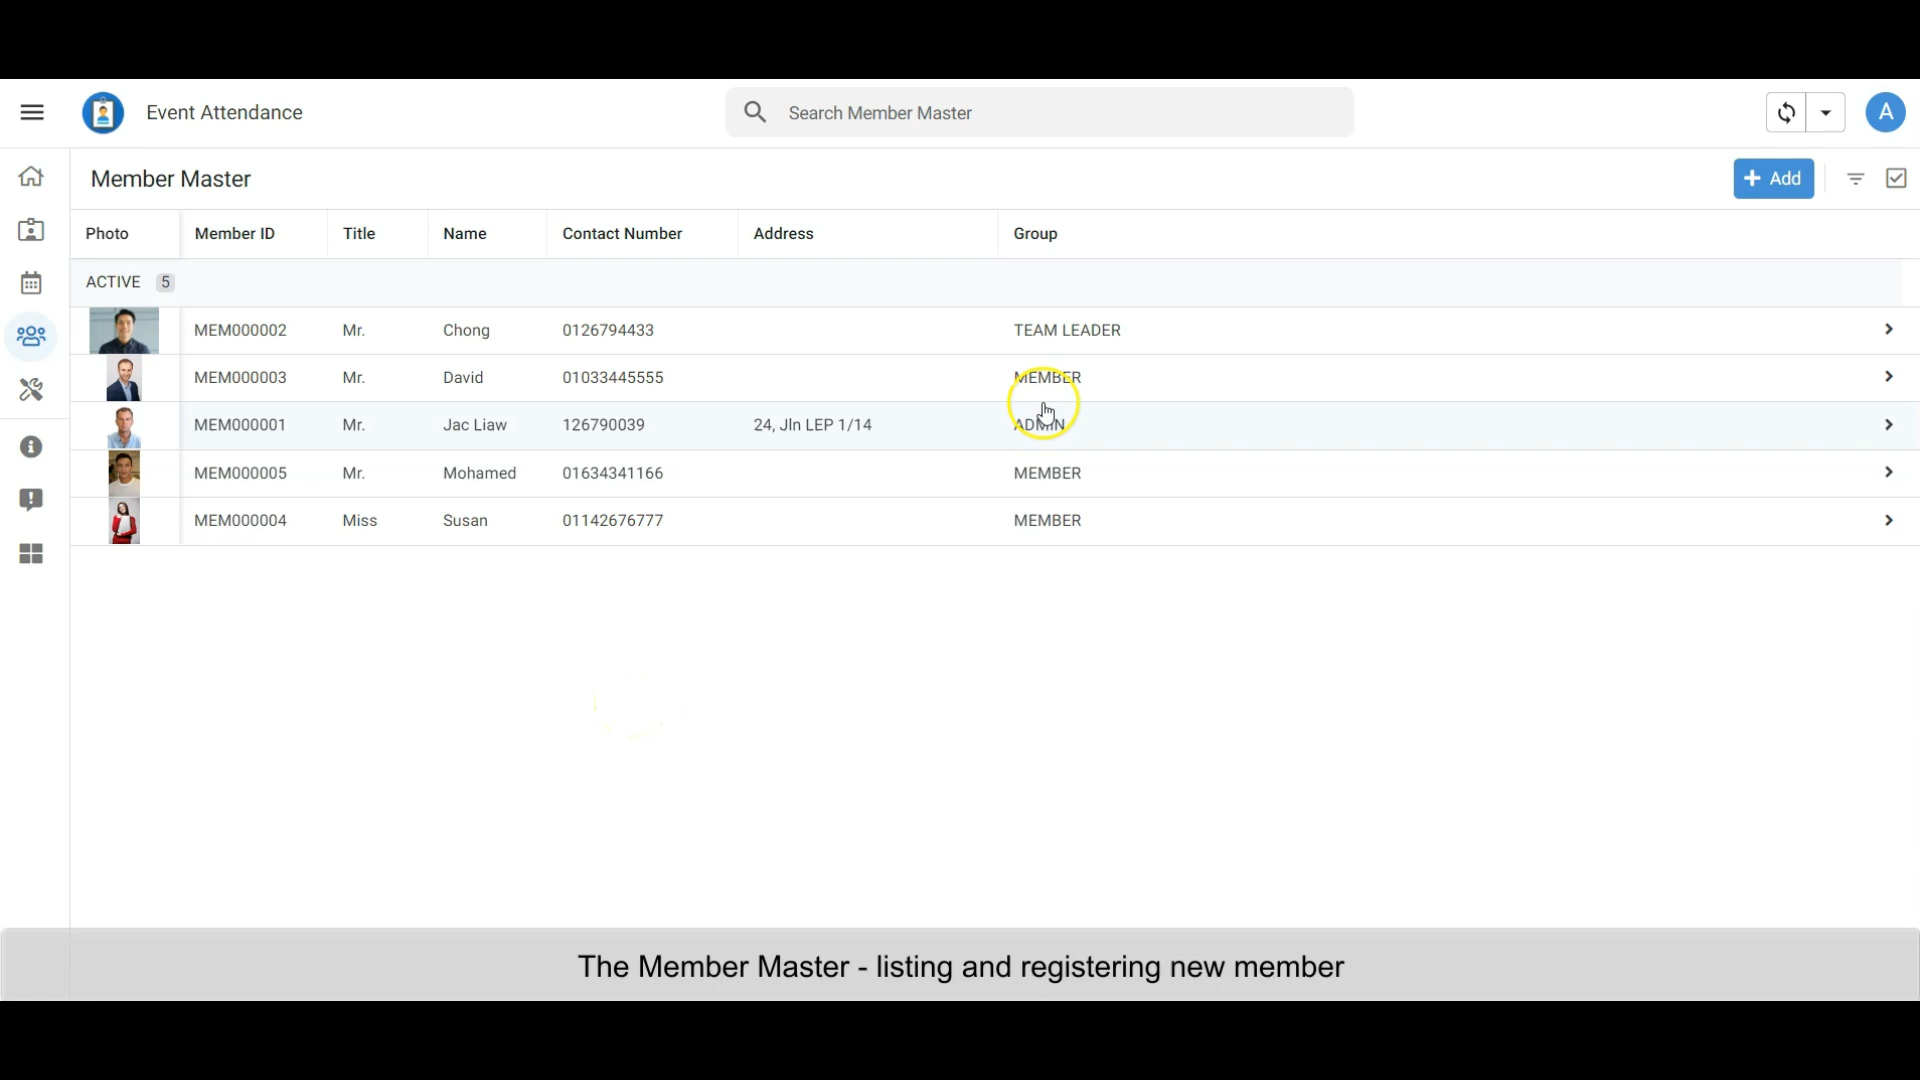 Event Attendance
Search Member Master
A
Member Master
Add
Photo Member ID Title Name Contact Number Address Group
ACTIVE 5
MEM000002 Mr. Chong 0126794433 TEAM LEADER
MEM000003 Mr. David 01033445555 MEMBER
MEM000001 Mr. Jac Liaw 126790039 24, Jln LEP 1/14 ADMIN
MEM000005 Mr. Mohamed 01634341166 MEMBER
MEM000004 Miss Susan 01142676777 MEMBER
The Member Master - listing and registering new member